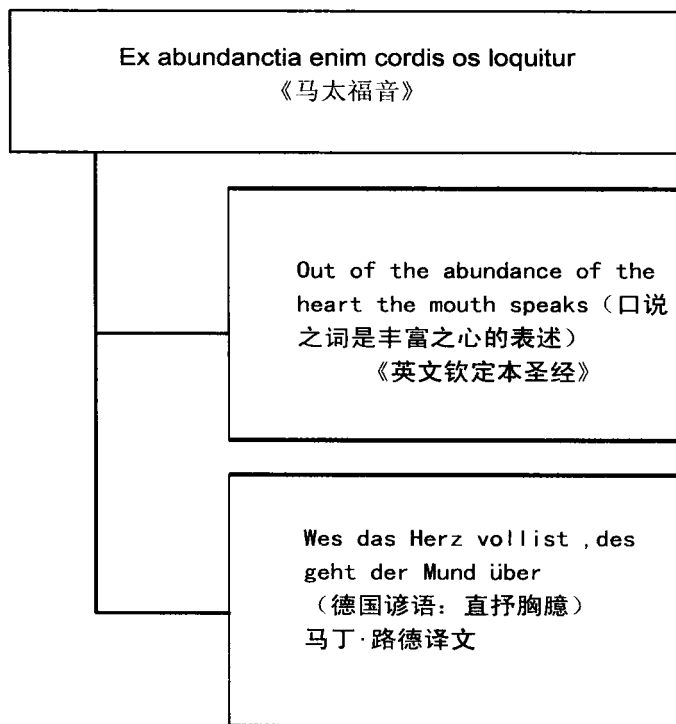 Ex abundanctia enim cordis os loquitur
《马太福音》
Out of the abundance of the
heart the mouth speaks（口说
之词是丰富之心的表述）
《英文钦定本圣经》
Wes das Herz vollist ,des
geht der Mund über
（德国谚语：直抒胸臆）
马丁·路德译文